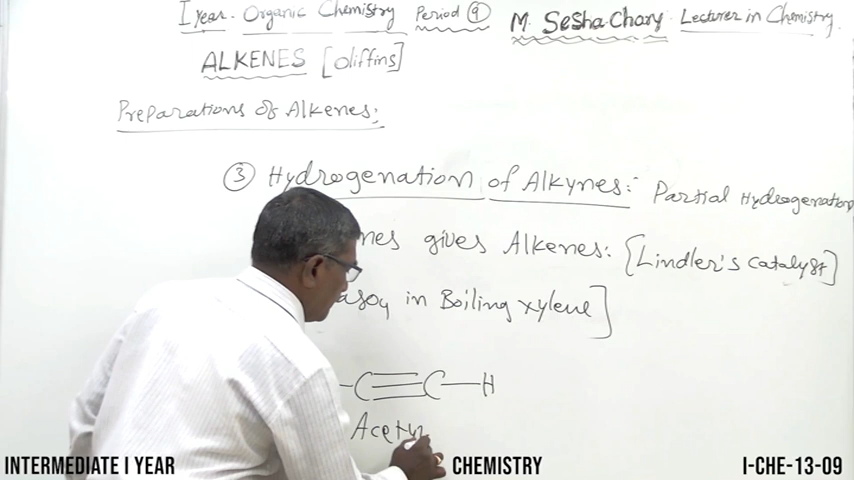 I year. Organic Chemistry Period ⑨ M. Sesha Chary Lecturer in Chemistry.
ALKENES [oliffins]
Preparations of Alkenes:
③ Hydrogenation of Alkynes: Partial Hydrogenation
nes gives Alkenes: {Lindler's catalyst]
aso4 in Boiling xylene]
— C ≡ C — H
Acety
INTERMEDIATE I YEAR CHEMISTRY I-CHE-13-09